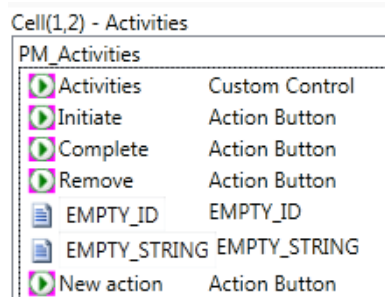 Cell(1,2) - Activities
PM_Activities
Activities Custom Control
Initiate Action Button
Complete Action Button
Remove Action Button
EMPTY_ID EMPTY_ID
EMPTY_STRING EMPTY_STRING
New action Action Button